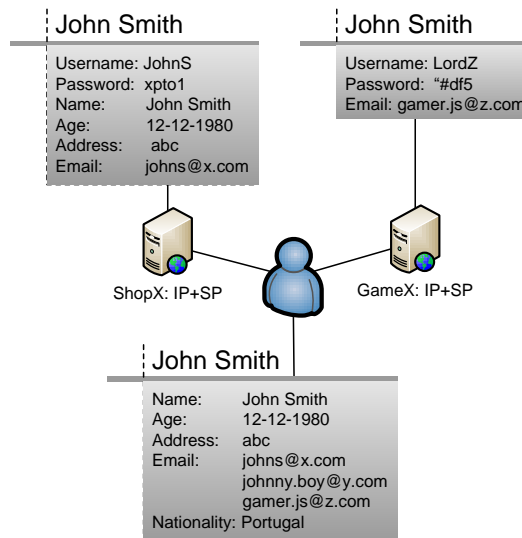 John Smith
Username: JohnS
Password: xpto1
Name: John Smith
Age: 12-12-1980
Address: abc
Email: johns@x.com
John Smith
Username: LordZ
Password: “#df5
Email: gamer.js@z.com
ShopX: IP+SP
GameX: IP+SP
John Smith
Name: John Smith
Age: 12-12-1980
Address: abc
Email: johns@x.com
johnny.boy@y.com
gamer.js@z.com
Nationality: Portugal